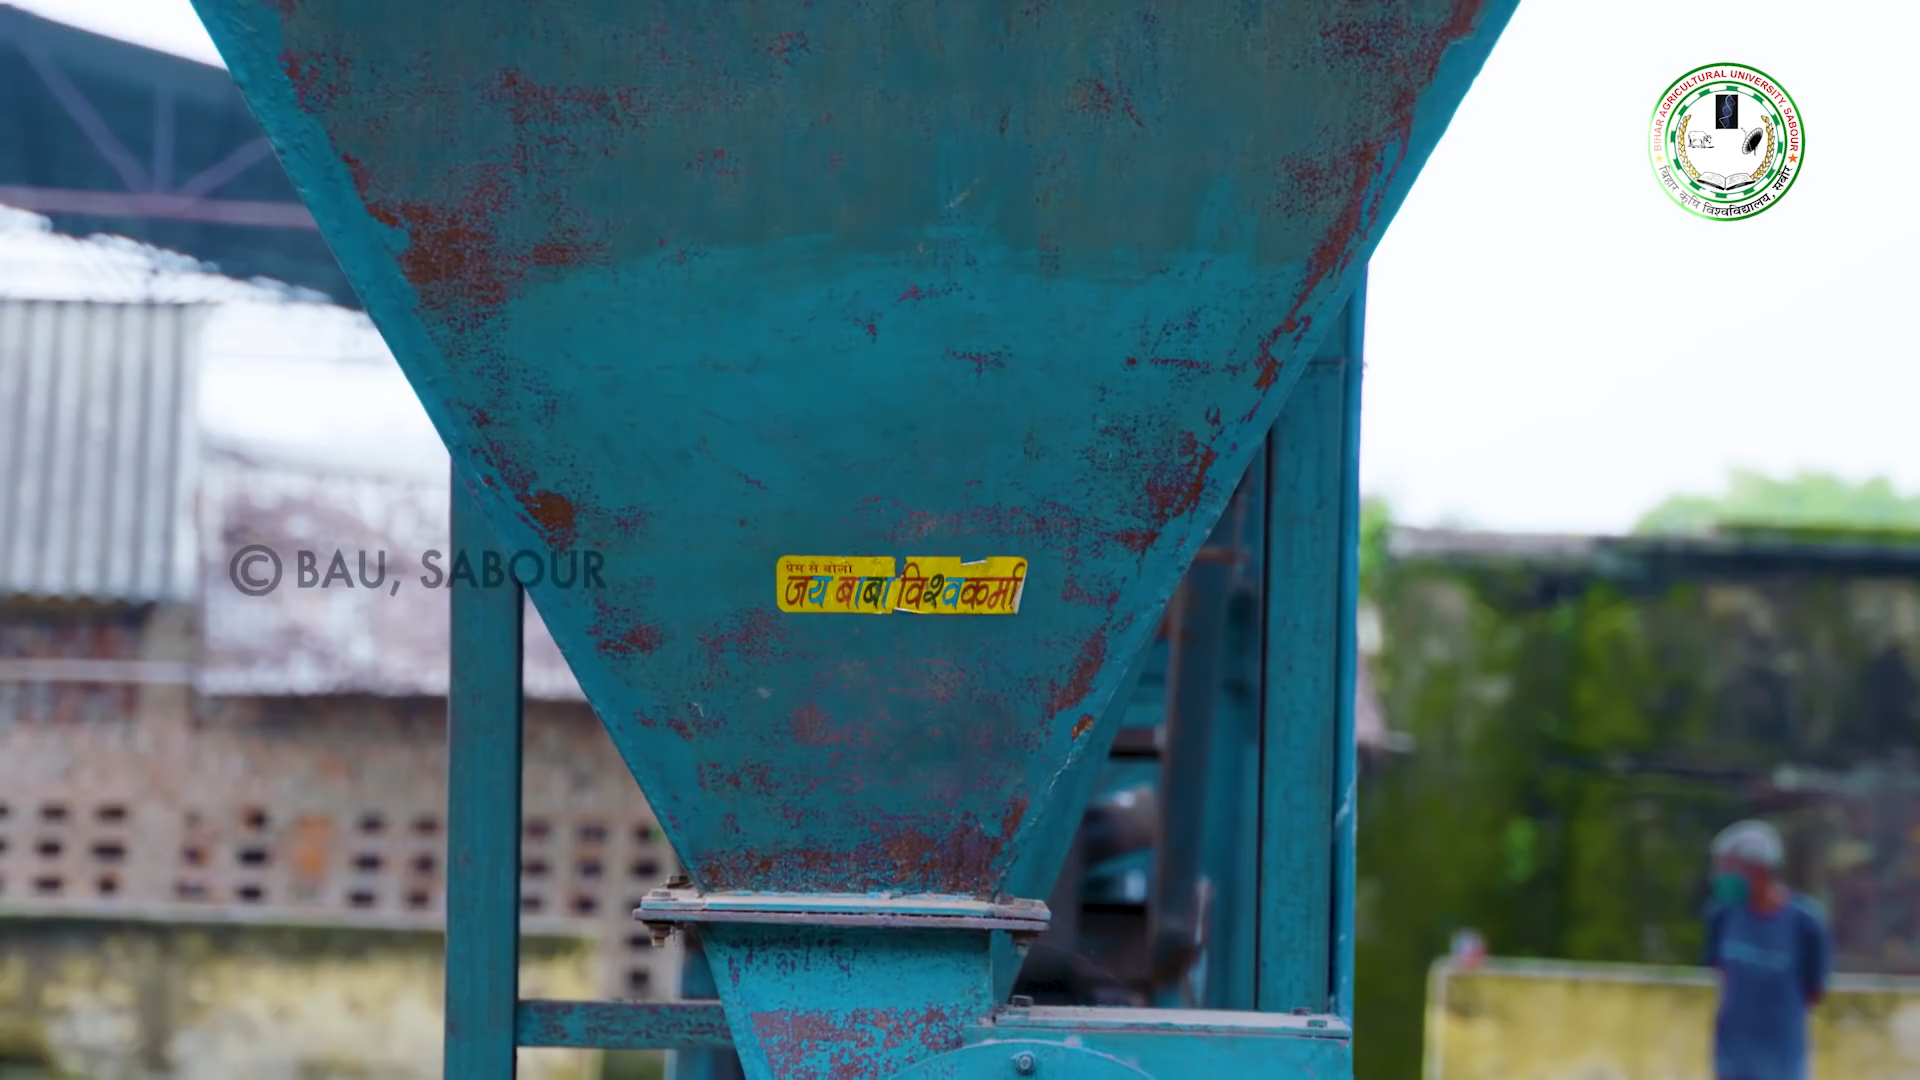 BIHAR AGRICULTURAL UNIVERSITY, SABOUR
बिहार कृषि विश्वविद्यालय, सबौर
© BAU, SABOUR
प्रेम से बोलो
जय बाबा विश्वकर्मा